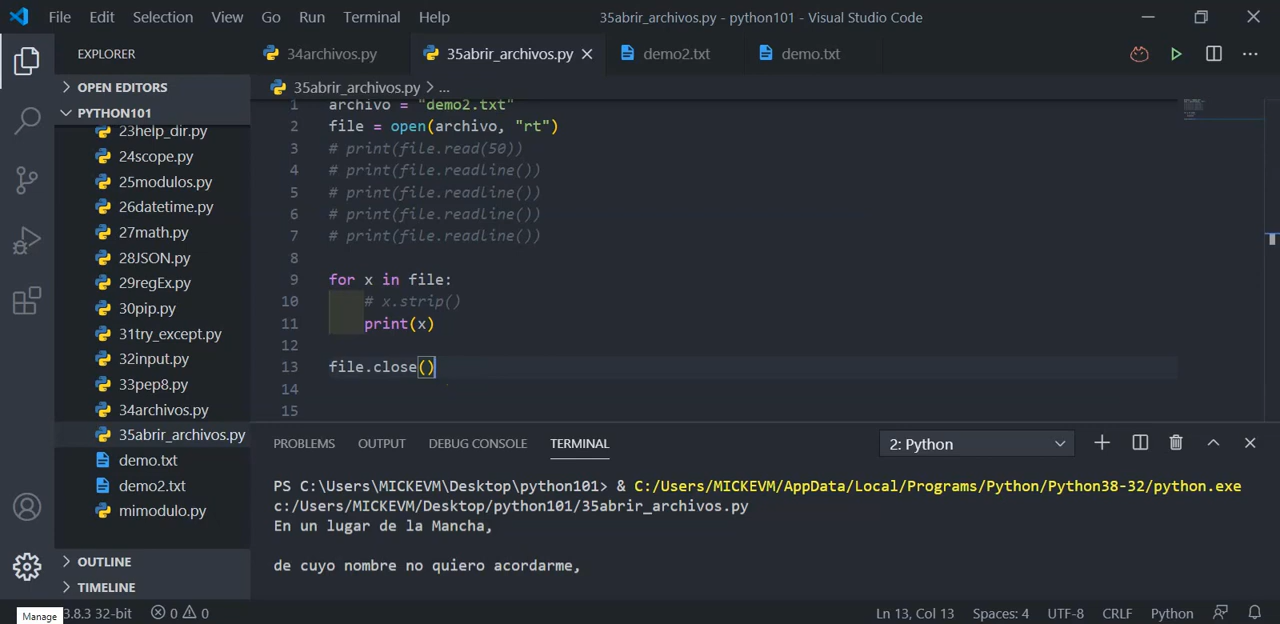 File Edit Selection View Go Run Terminal Help 35abrir_archivos.py - python101 - Visual Studio Code
EXPLORER
34archivos.py 35abrir_archivos.py demo2.txt demo.txt
OPEN EDITORS
PYTHON101
23help_dir.py
24scope.py
25modulos.py
26datetime.py
27math.py
28JSON.py
29regEx.py
30pip.py
31try_except.py
32input.py
33pep8.py
34archivos.py
35abrir_archivos.py
demo.txt
demo2.txt
mimodulo.py
OUTLINE
TIMELINE
35abrir_archivos.py > ...
1 archivo = "demo2.txt"
2 file = open(archivo, "rt")
3 # print(file.read(50))
4 # print(file.readline())
5 # print(file.readline())
6 # print(file.readline())
7 # print(file.readline())
8
9 for x in file:
10 # x.strip()
11 print(x)
12
13 file.close()
14
15
PROBLEMS OUTPUT DEBUG CONSOLE TERMINAL 2: Python
PS C:\Users\MICKEVM\Desktop\python101> & C:/Users/MICKEVM/AppData/Local/Programs/Python/Python38-32/python.exe
c:/Users/MICKEVM/Desktop/python101/35abrir_archivos.py
En un lugar de la Mancha,
de cuyo nombre no quiero acordarme,
Manage 3.8.3 32-bit 0 0 Ln 13, Col 13 Spaces: 4 UTF-8 CRLF Python